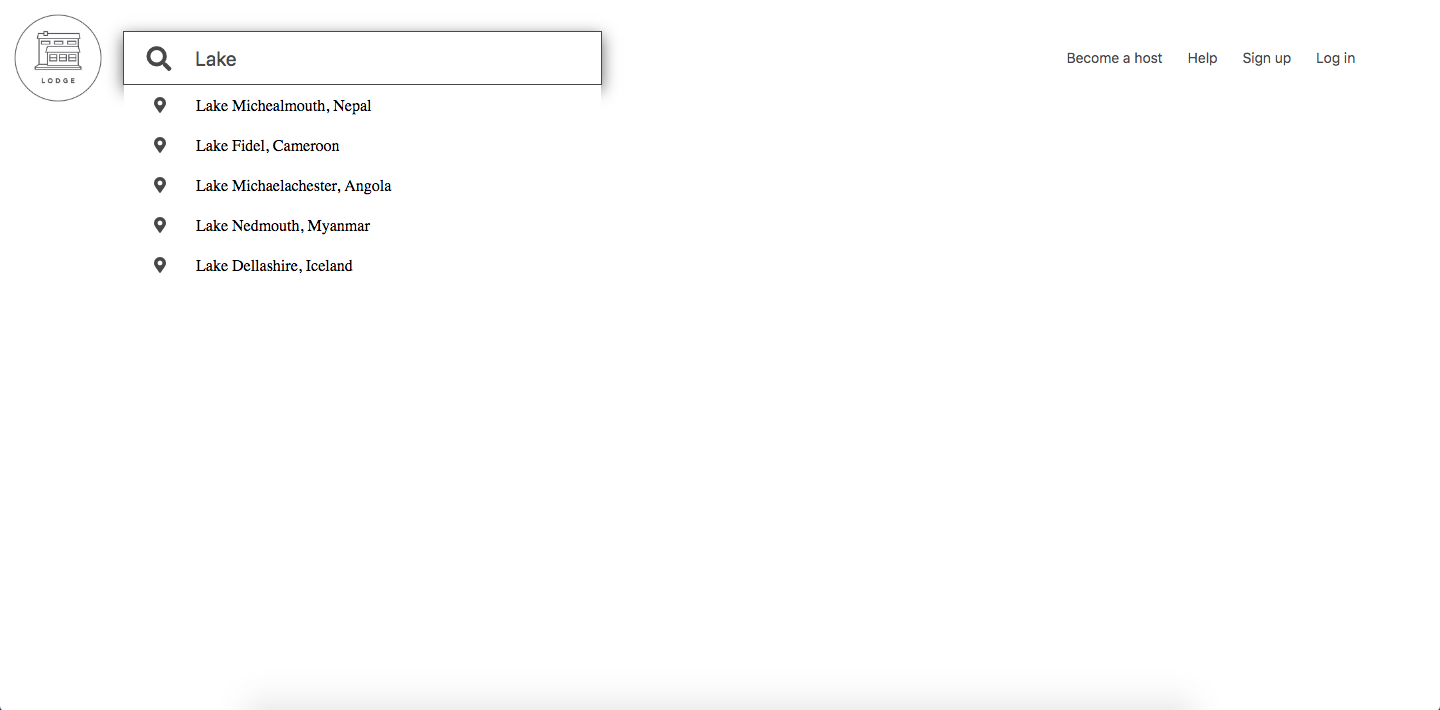 LODGE
Lake
Become a host Help Sign up Log in
Lake Michealmouth, Nepal
Lake Fidel, Cameroon
Lake Michaelachester, Angola
Lake Nedmouth, Myanmar
Lake Dellashire, Iceland